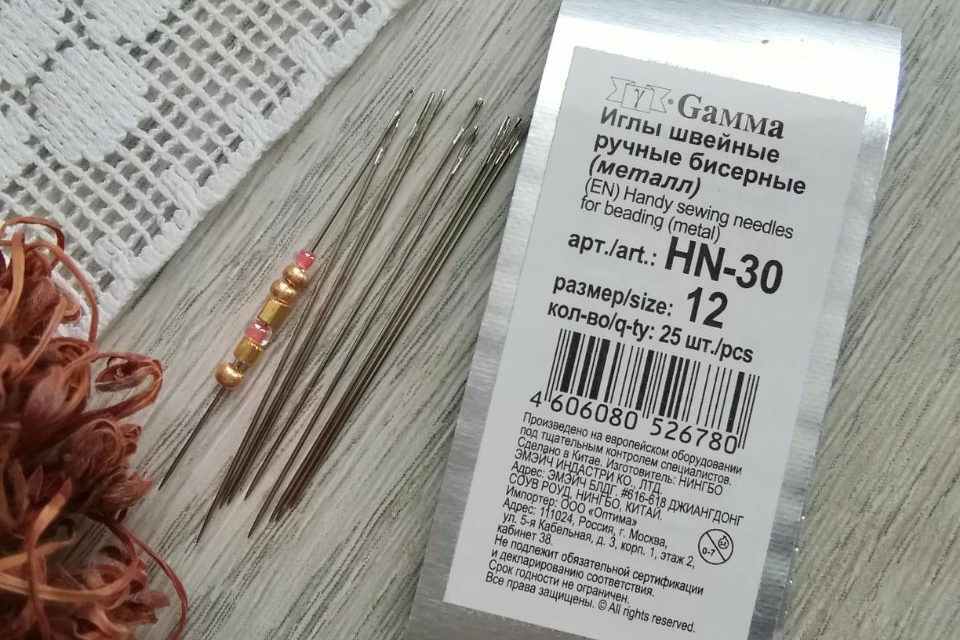 Gamma
Иглы швейные
ручные бисерные
(металл)
(EN) Handy sewing needles
for beading (metal)
арт./art.: HN-30
размер/size: 12
кол-во/q-ty: 25 шт./pcs
4 606080 526780
Произведено на европейском оборудовании
под тщательным контролем специалистов.
Сделано в Китае. Изготовитель: НИНГБО
ЭМЭЙЧ ИНДАСТРИ КО., ЛТД.
Адрес: ЭМЭЙЧ БЛДГ. #616-618 ДЖИАНГДОНГ
СОУВ РОУД, НИНГБО, КИТАЙ.
Импортер: ООО «Оптима»
Адрес: 111024, Россия, г. Москва,
ул. 5-я Кабельная, д. 3, корп. 1, этаж 2,
кабинет 38.
0-7
Не подлежит обязательной сертификации
и декларированию соответствия.
Срок годности не ограничен.
Все права защищены. © All rights reserved.